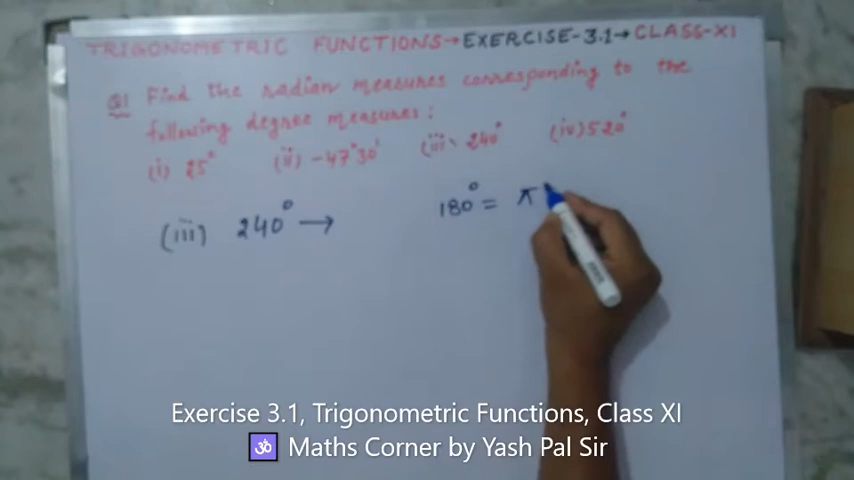 TRIGONOMETRIC FUNCTIONS→EXERCISE-3.1→CLASS-XI
Q1 Find the radian measures corresponding to the
following degree measures:
(i) 25° (ii) -47°30' (iii) 240° (iv) 520°
(iii) 240° → 180° = π
Exercise 3.1, Trigonometric Functions, Class XI
🕉 Maths Corner by Yash Pal Sir